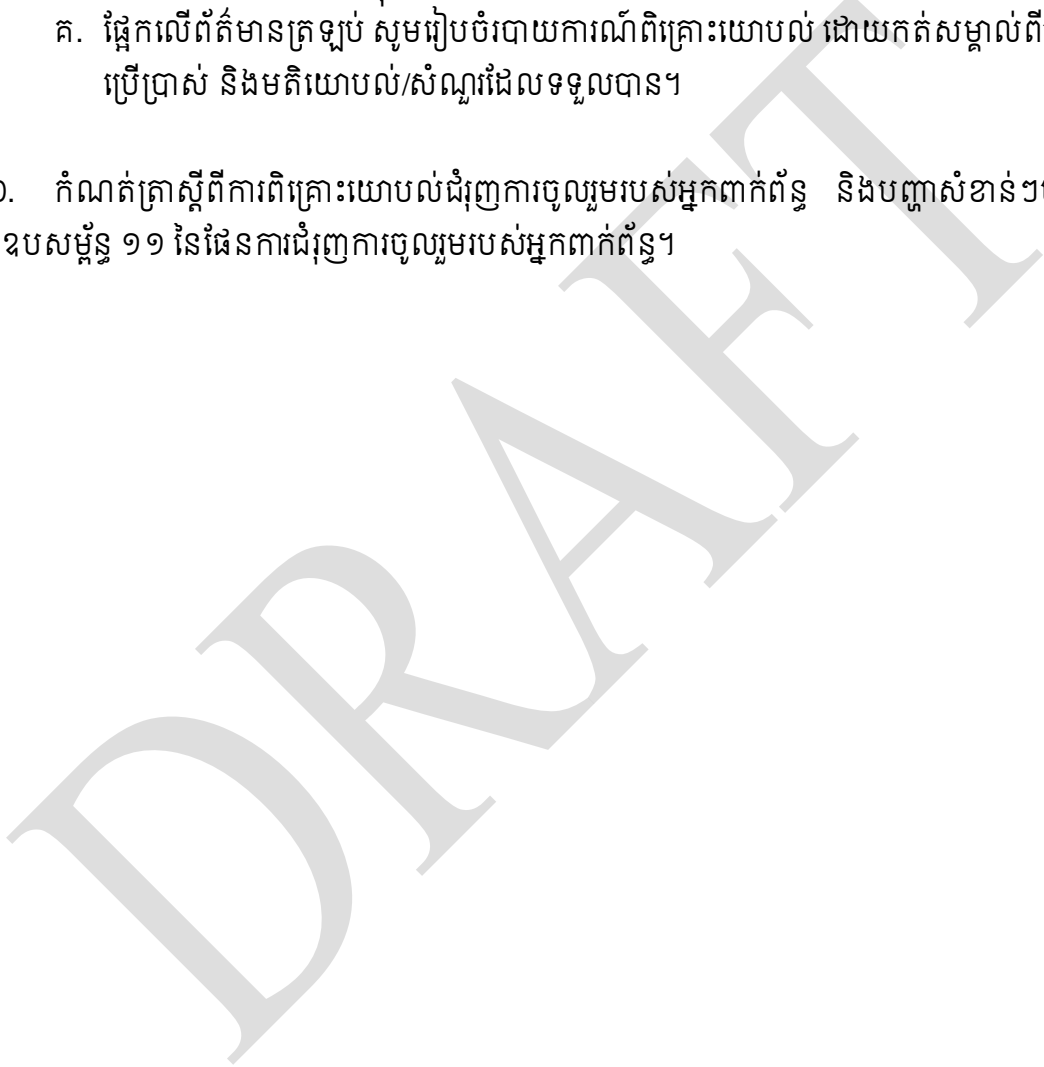 គ. ផ្អែកលើព័ត៌មានត្រឡប់ សូមរៀបចំរបាយការណ៍ពិគ្រោះយោបល់ ដោយកត់សម្គាល់ពី
ប្រើប្រាស់ និងមតិយោបល់/សំណួរដែលទទួលបាន។
កំណត់ត្រាស្តីពីការពិគ្រោះយោបល់ជំរុញការចូលរួមរបស់អ្នកពាក់ព័ន្ធ និងបញ្ហាសំខាន់ៗ
ឧបសម្ព័ន្ធ ១១ នៃផែនការជំរុញការចូលរួមរបស់អ្នកពាក់ព័ន្ធ។
DRAFT